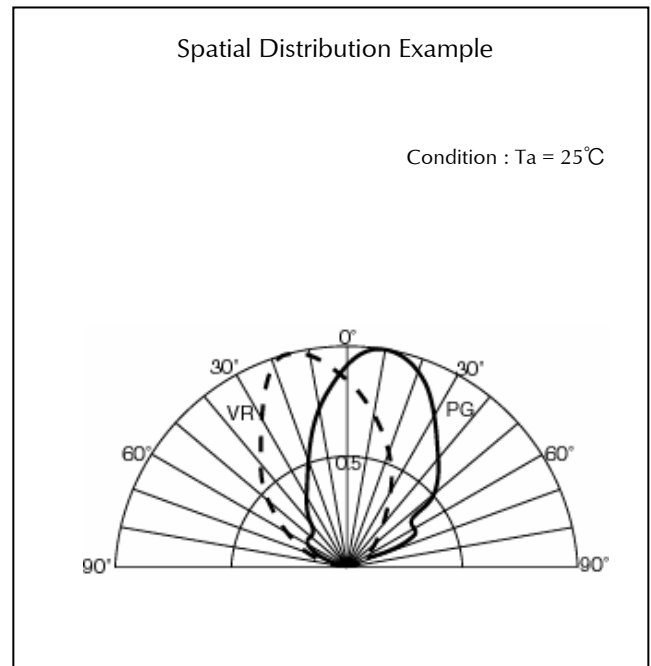 Spatial Distribution Example
Condition : Ta = 25℃
0°
30° 30°
VR PG
60° 0.5 60°
90° 90°